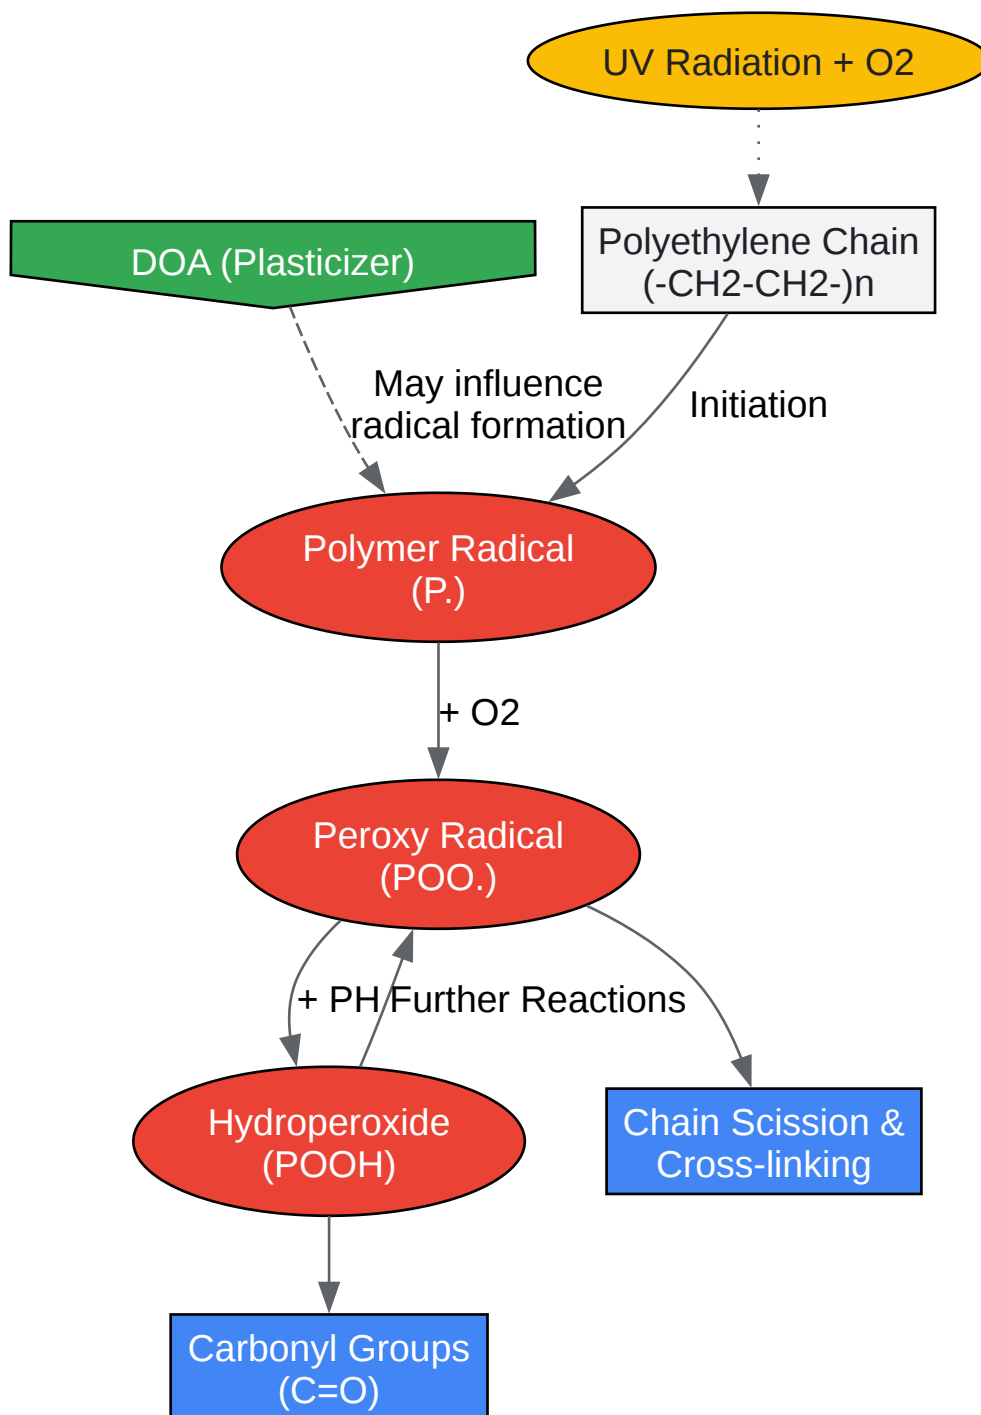 UV Radiation + O2
DOA (Plasticizer)
Polyethylene Chain
(-CH2-CH2-)n
May influence
radical formation
Initiation
Polymer Radical
(P.)
+ O2
Peroxy Radical
(POO.)
+ PH
Further Reactions
Hydroperoxide
(POOH)
Chain Scission &
Cross-linking
Carbonyl Groups
(C=O)